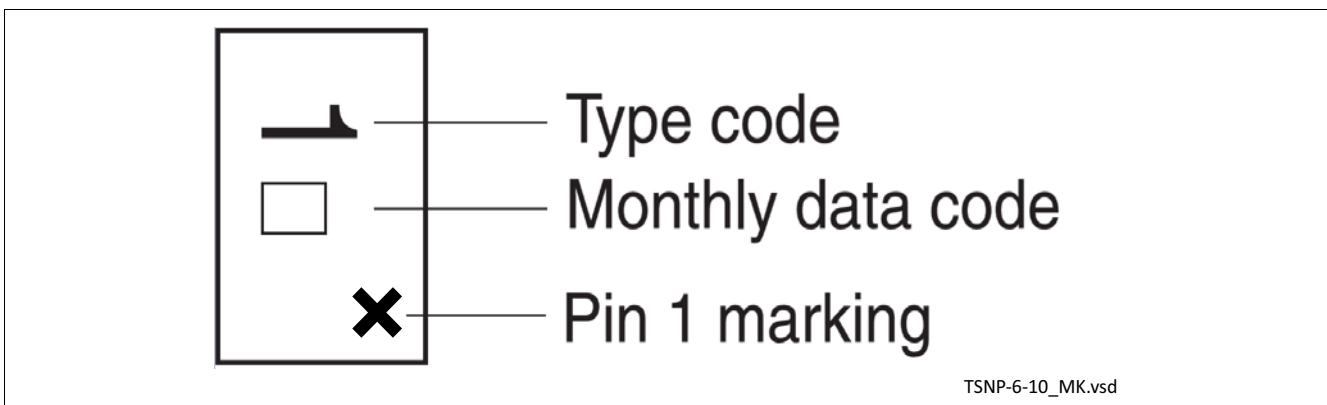 Type code
Monthly data code
Pin 1 marking
TSNP-6-10_MK.vsd